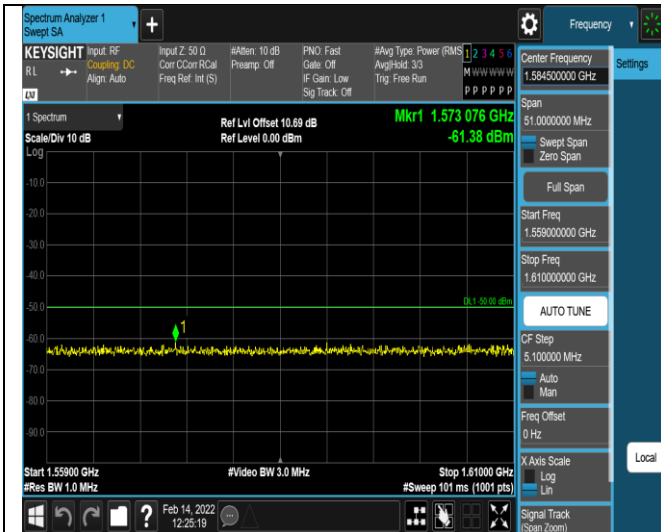 Spectrum Analyzer 1
Swept SA
Frequency
KEYSIGHT
R L
LXI
Input: RF
Coupling: DC
Align: Auto
Input Z: 50 Ω
Corr CCorr RCal
Freq Ref: Int (S)
#Atten: 10 dB
Preamp: Off
PNO: Fast
Gate: Off
IF Gain: Low
Sig Track: Off
#Avg Type: Power (RMS
Avg|Hold: 3/3
Trig: Free Run
1 2 3 4 5 6
M W W W W W
P P P P P P
1 Spectrum
Scale/Div 10 dB
Log
Ref Lvl Offset 10.69 dB
Ref Level 0.00 dBm
Mkr1 1.573 076 GHz
-61.38 dBm
-10.0
-20.0
-30.0
-40.0
-50.0
-60.0
-70.0
-80.0
-90.0
DL1 -50.00 dBm
1
Start 1.55900 GHz
#Res BW 1.0 MHz
#Video BW 3.0 MHz
Stop 1.61000 GHz
#Sweep 101 ms (1001 pts)
?
Feb 14, 2022
12:25:19
Center Frequency
1.584500000 GHz
Span
51.0000000 MHz
Swept Span
Zero Span
Full Span
Start Freq
1.559000000 GHz
Stop Freq
1.610000000 GHz
AUTO TUNE
CF Step
5.100000 MHz
Auto
Man
Freq Offset
0 Hz
X Axis Scale
Log
Lin
Signal Track
(Span Zoom)
Settings
Local